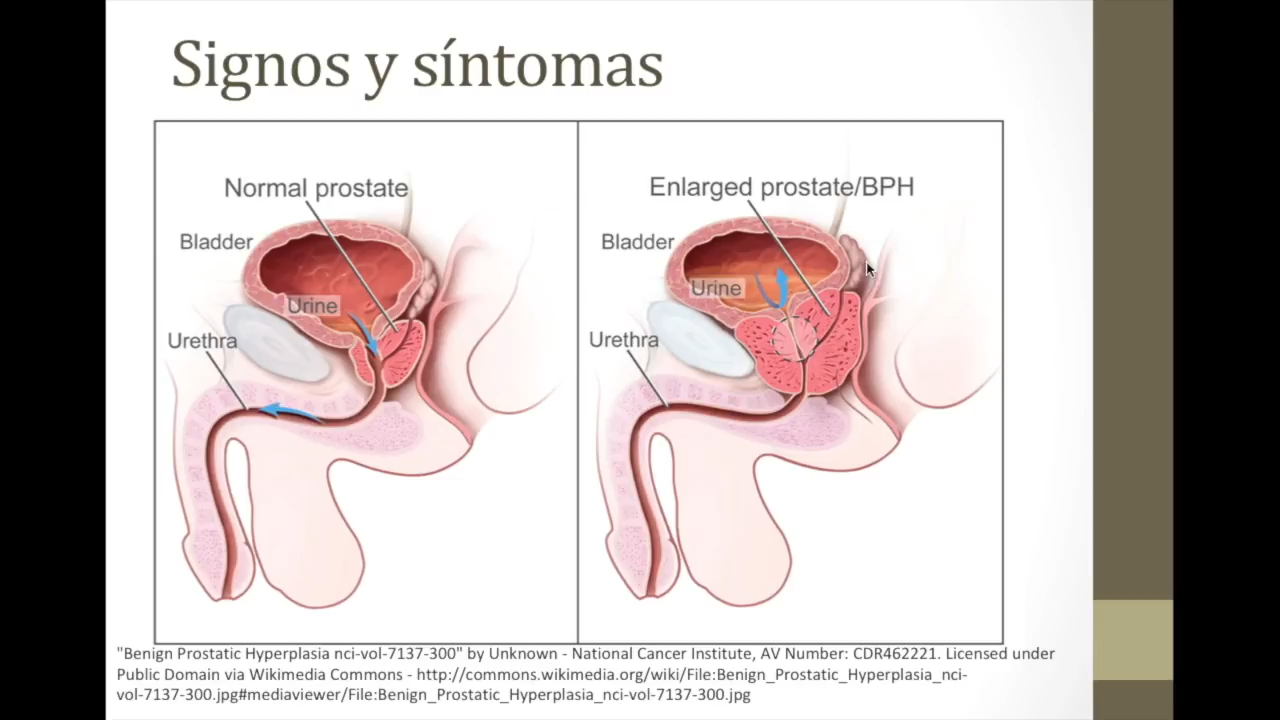 Signos y síntomas
Normal prostate
Bladder
Urine
Urethra
Enlarged prostate/BPH
Bladder
Urine
Urethra
"Benign Prostatic Hyperplasia nci-vol-7137-300" by Unknown - National Cancer Institute, AV Number: CDR462221. Licensed under
Public Domain via Wikimedia Commons - http://commons.wikimedia.org/wiki/File:Benign_Prostatic_Hyperplasia_nci-
vol-7137-300.jpg#mediaviewer/File:Benign_Prostatic_Hyperplasia_nci-vol-7137-300.jpg